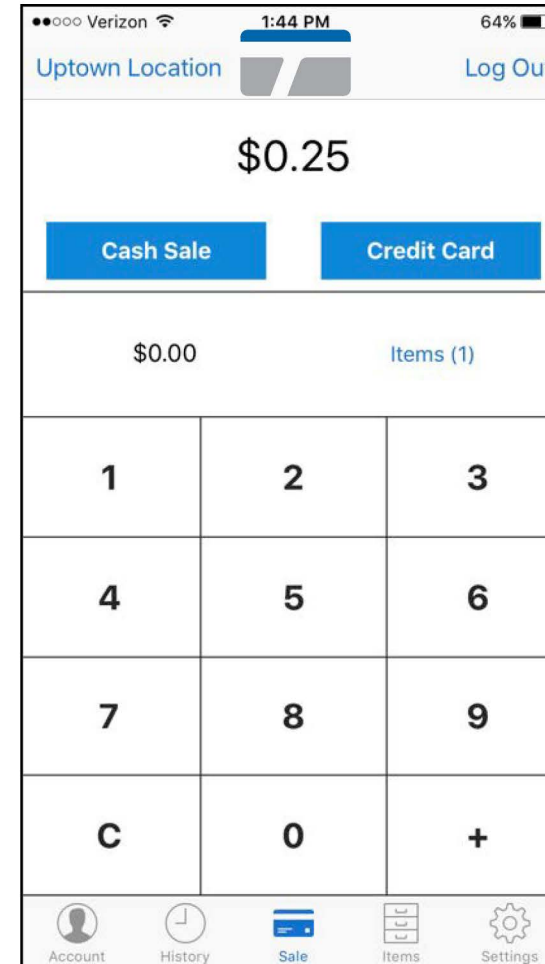 Verizon 1:44 PM 64%
Uptown Location Log Ou
$0.25
Cash Sale Credit Card
$0.00 Items (1)
1 2 3
4 5 6
7 8 9
C 0 +
Account History Sale Items Settings